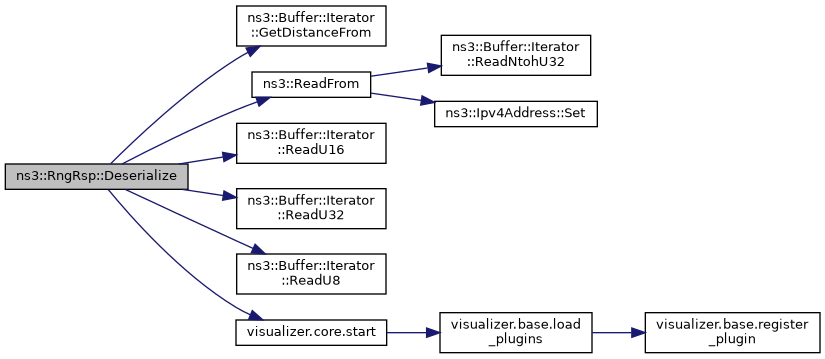 ns3::Buffer::Iterator
::GetDistanceFrom
ns3::Buffer::Iterator
::ReadNtohU32
ns3::ReadFrom
ns3::Ipv4Address::Set
ns3::Buffer::Iterator
::ReadU16
ns3::RngRsp::Deserialize
ns3::Buffer::Iterator
::ReadU32
ns3::Buffer::Iterator
::ReadU8
visualizer.core.start
visualizer.base.load
_plugins
visualizer.base.register
_plugin